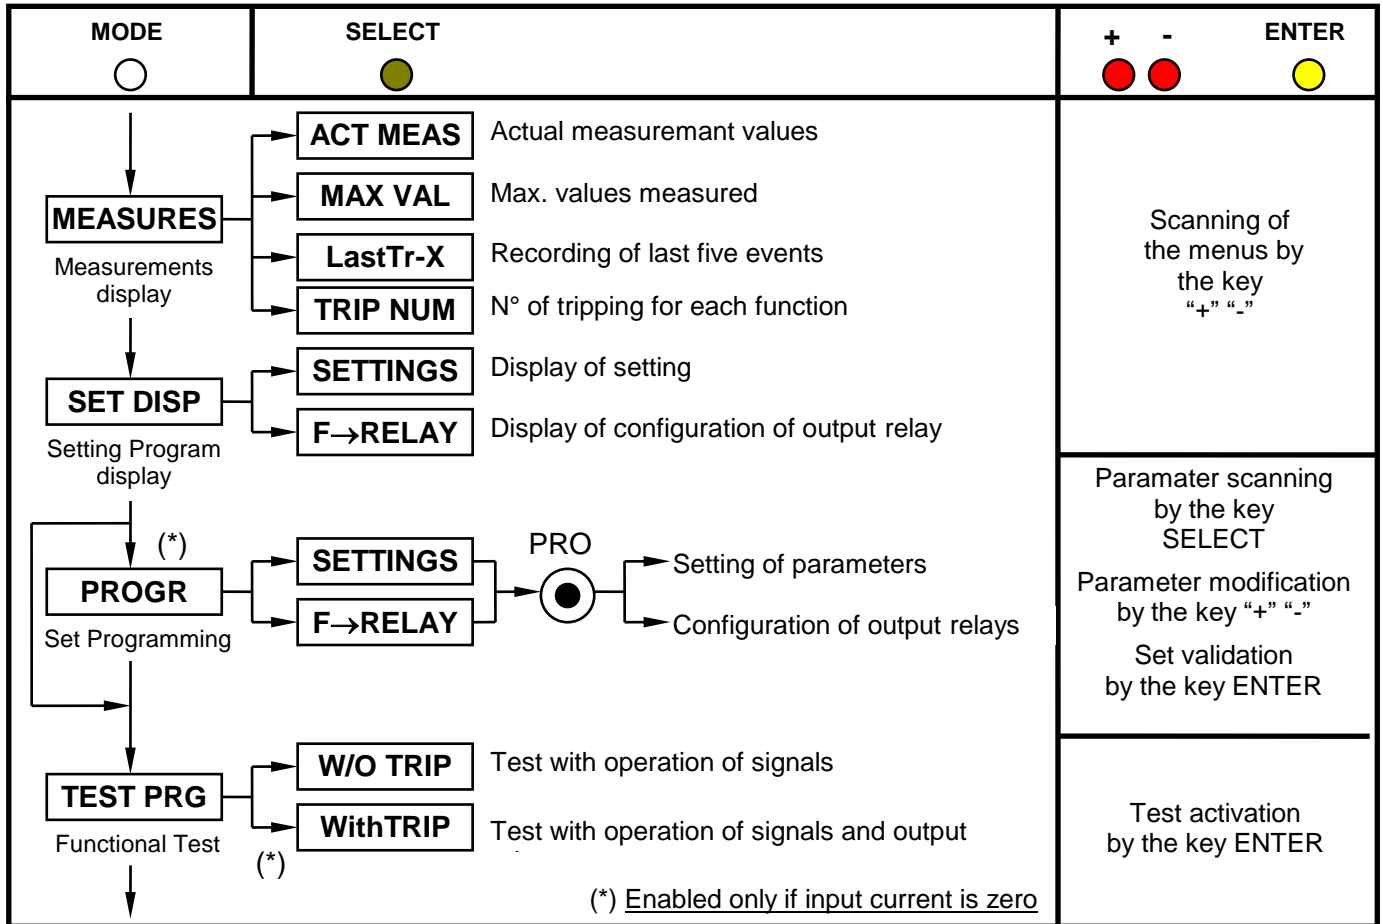 MODE
SELECT
+ -
ENTER
ACT MEAS
Actual measuremant values
MAX VAL
Max. values measured
MEASURES
Measurements
display
LastTr-X
Recording of last five events
TRIP NUM
N° of tripping for each function
Scanning of
the menus by
the key
“+” “-”
SET DISP
Setting Program
display
SETTINGS
Display of setting
F→RELAY
Display of configuration of output relay
(*)
PROGR
Set Programming
SETTINGS
F→RELAY
PRO
Setting of parameters
Configuration of output relays
Paramater scanning
by the key
SELECT
Parameter modification
by the key “+” “-”
Set validation
by the key ENTER
TEST PRG
Functional Test
W/O TRIP
Test with operation of signals
WithTRIP
Test with operation of signals and output
(*)
(*) Enabled only if input current is zero
Test activation
by the key ENTER